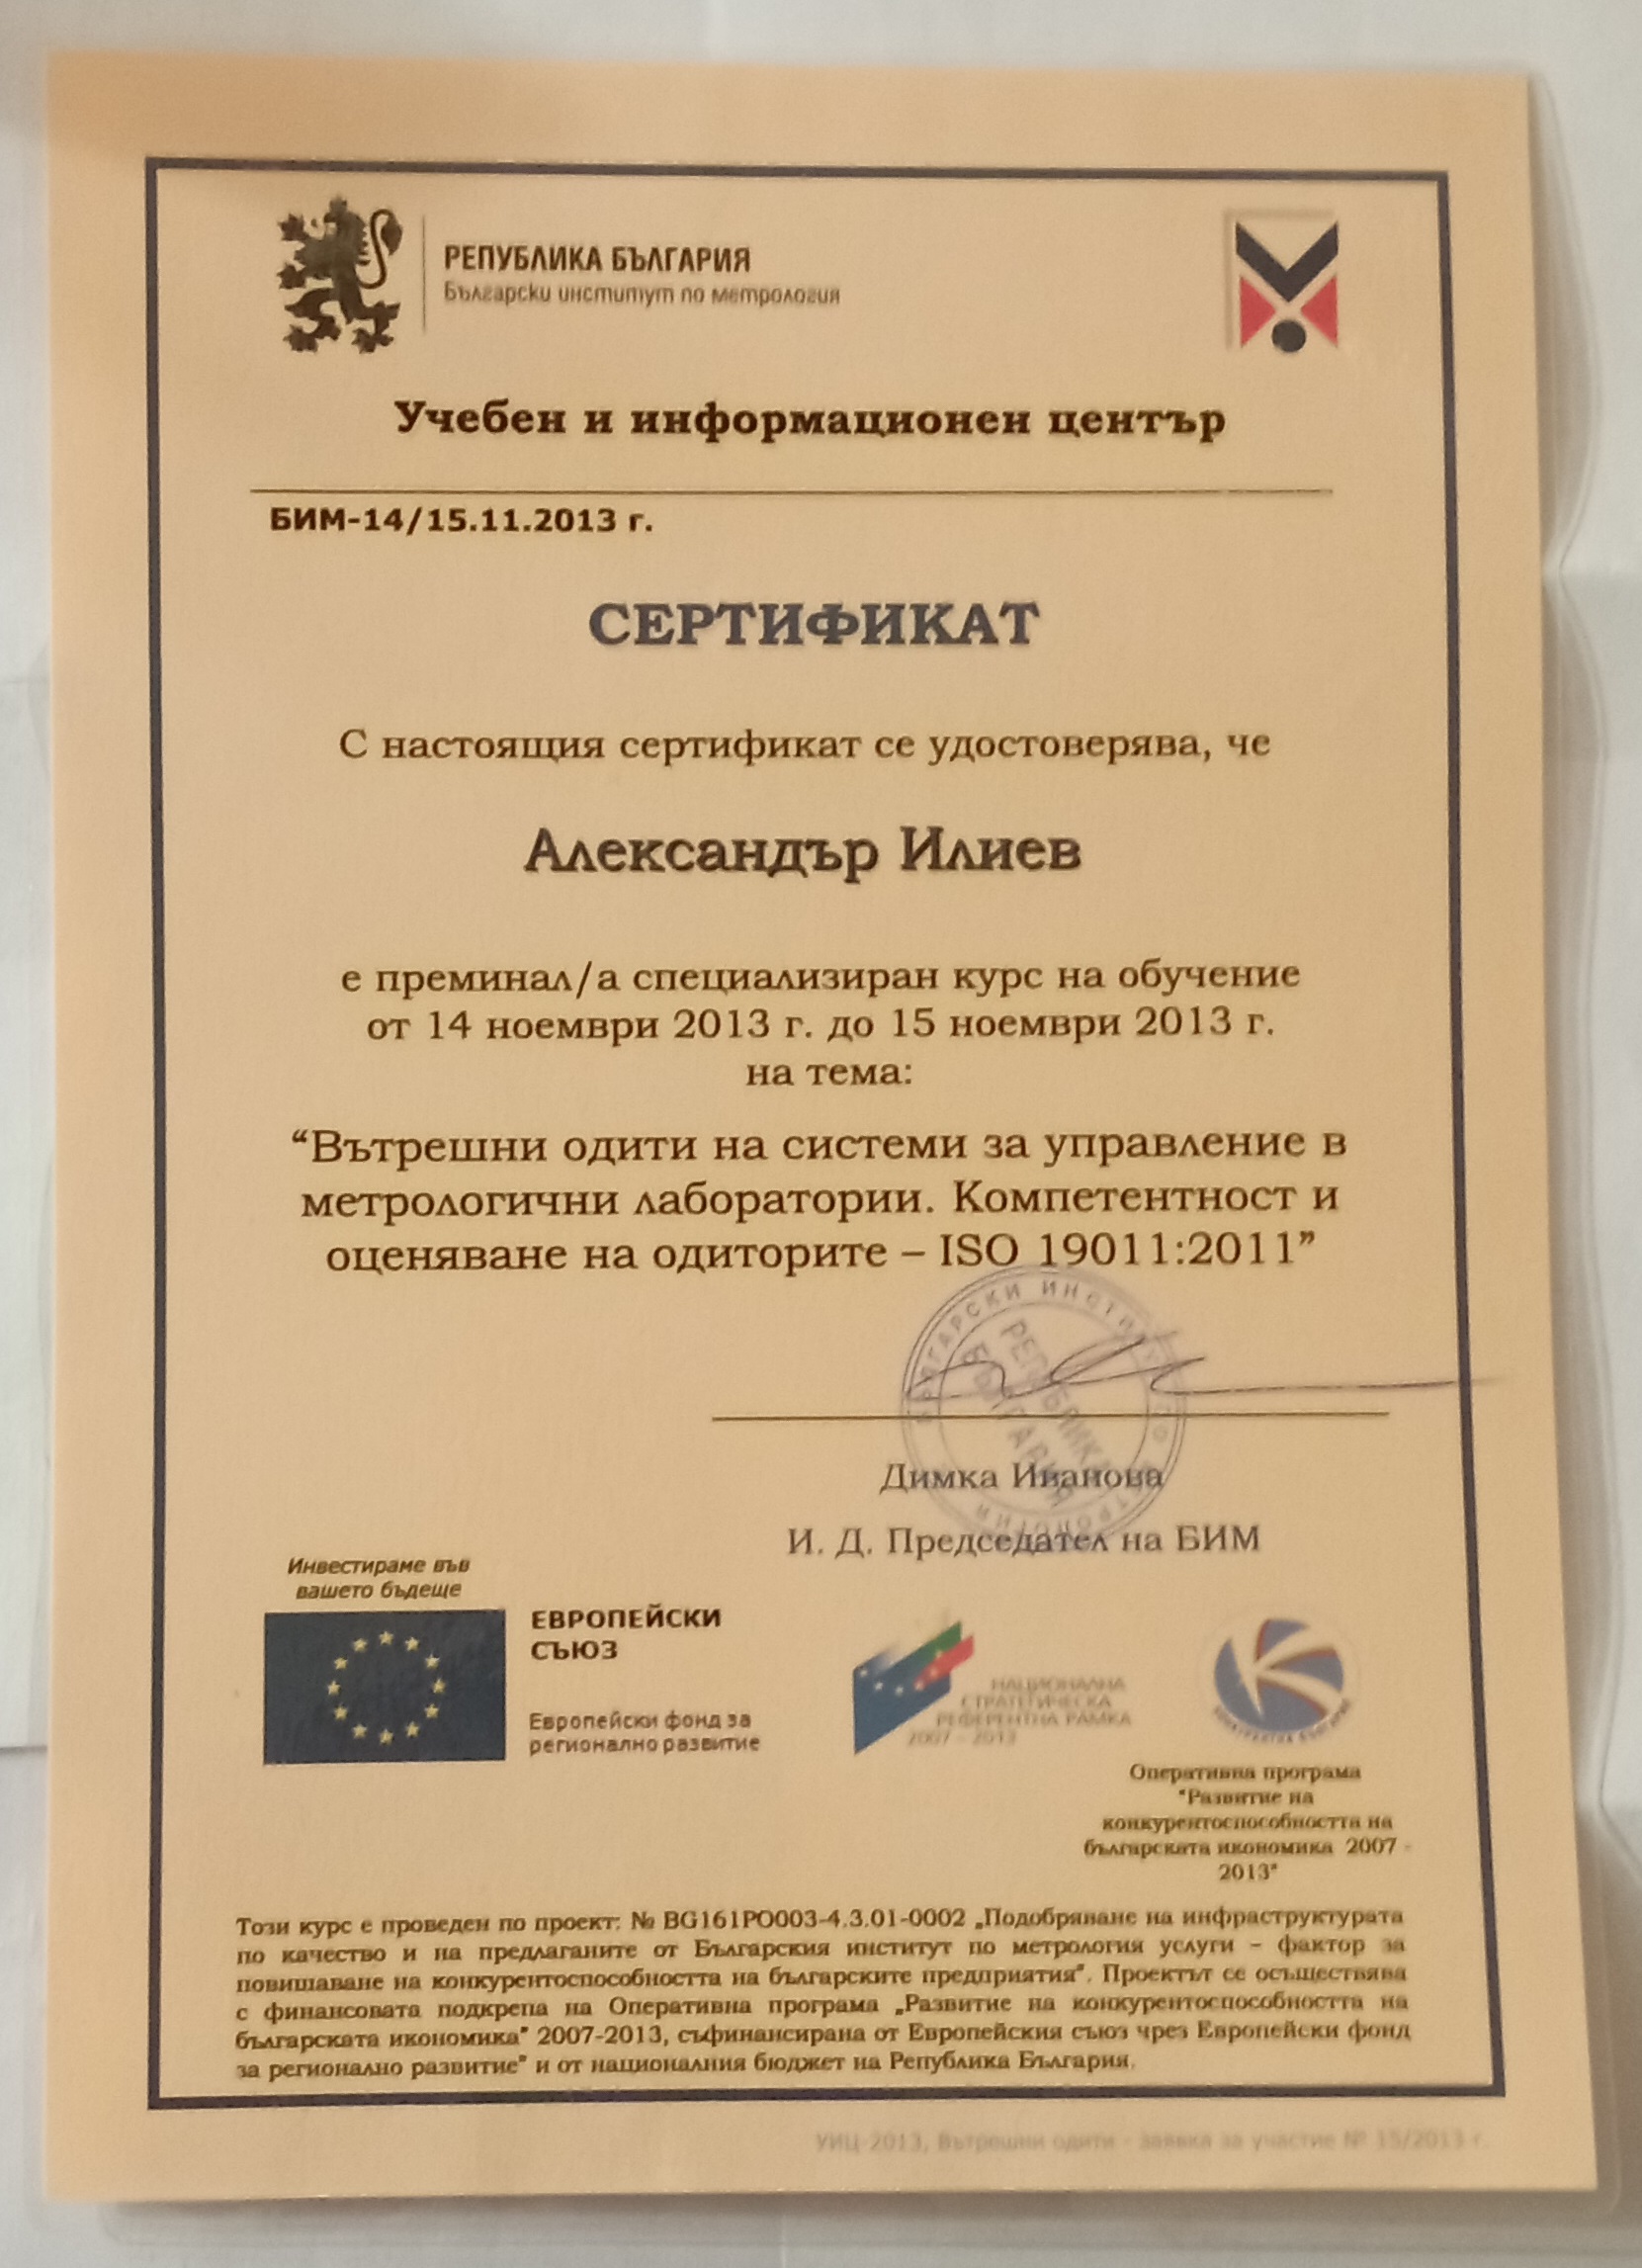 РЕПУБЛИКА БЪЛГАРИЯ
Български институт по метрология
Учебен и информационен център
БИМ-14/15.11.2013 г.
СЕРТИФИКАТ
С настоящия сертификат се удостоверява, че
Александър Илиев
е преминал/а специализиран курс на обучение
от 14 ноември 2013 г. до 15 ноември 2013 г.
на тема:
“Вътрешни одити на системи за управление в
метрологични лаборатории. Компетентност и
оценяване на одиторите – ISO 19011:2011”
РЕПУБЛИКА
БЪЛГАРИЯ
Димка Иванова
И. Д. Председател на БИМ
Инвестираме във
вашето бъдеще
ЕВРОПЕЙСКИ
СЪЮЗ
Европейски фонд за
регионално развитие
НАЦИОНАЛНА
СТРАТЕГИЧЕСКА
РЕФЕРЕНТНА РАМКА
2007 - 2013
Оперативна програма
"Развитие на
конкурентоспособността на
българската икономика 2007 -
2013"
Този курс е проведен по проект: № BG161PO003-4.3.01-0002 „Подобряване на инфраструктурата
по качество и на предлаганите от Българския институт по метрология услуги – фактор за
повишаване на конкурентоспособността на българските предприятия". Проектът се осъществява
с финансовата подкрепа на Оперативна програма „Развитие на конкурентоспособността на
българската икономика" 2007-2013, съфинансирана от Европейския съюз чрез Европейски фонд
за регионално развитие" и от националния бюджет на Република България.
УИЦ-2013, Вътрешни одити - заявка за участие № 15/2013 г.